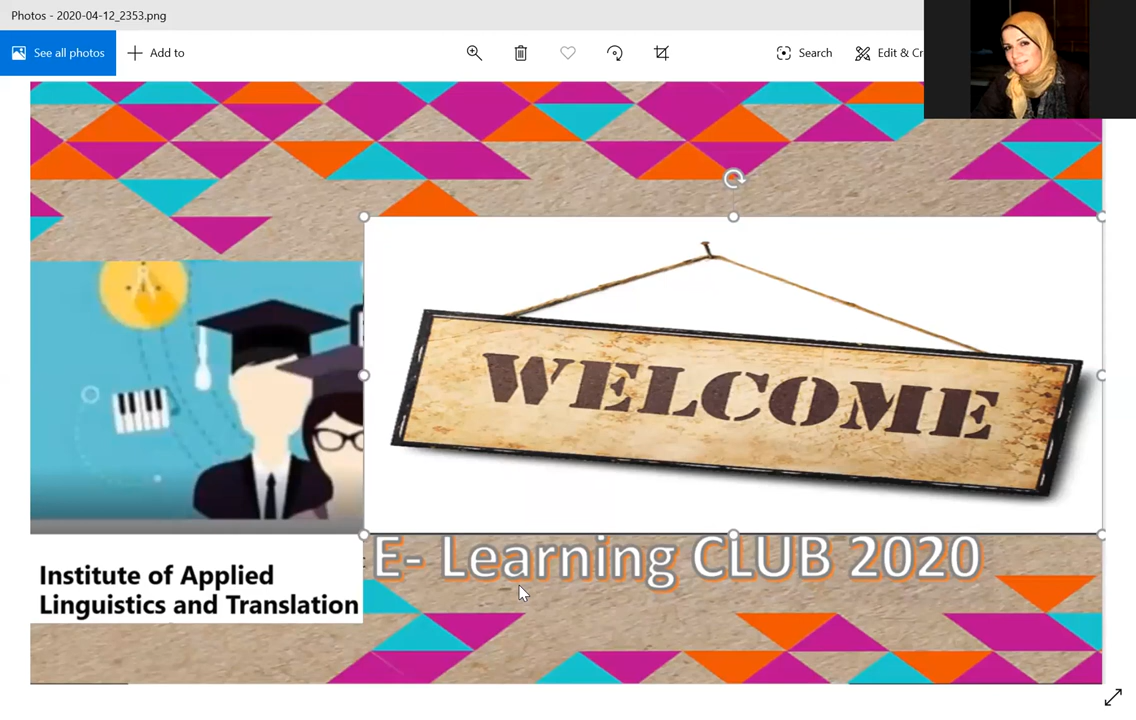 Photos - 2020-04-12_2353.png
See all photos
Add to
Search
Edit & Cr
WELCOME
E- Learning CLUB 2020
Institute of Applied
Linguistics and Translation